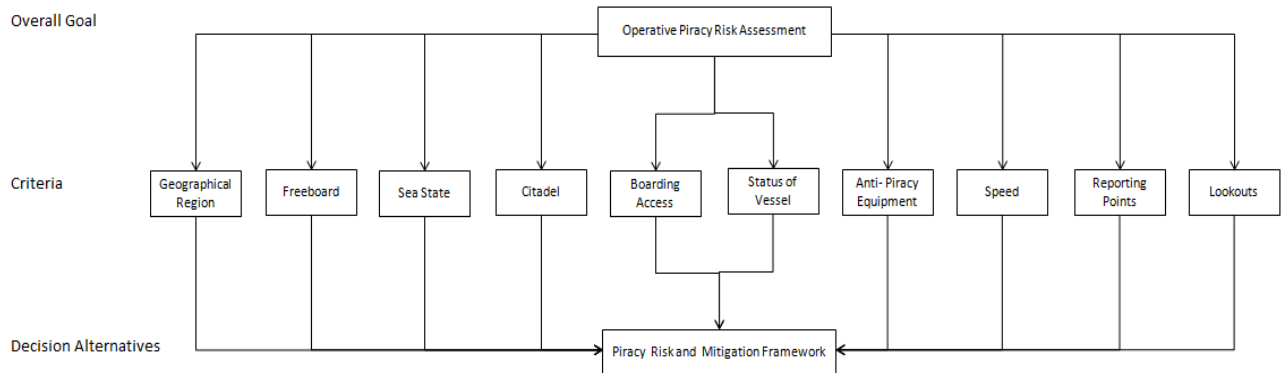 Overall Goal
Operative Piracy Risk Assessment
Criteria
Geographical
Region
Freeboard
Sea State
Citadel
Boarding
Access
Status of
Vessel
Anti- Piracy
Equipment
Speed
Reporting
Points
Lookouts
Decision Alternatives
Piracy Risk and Mitigation Framework